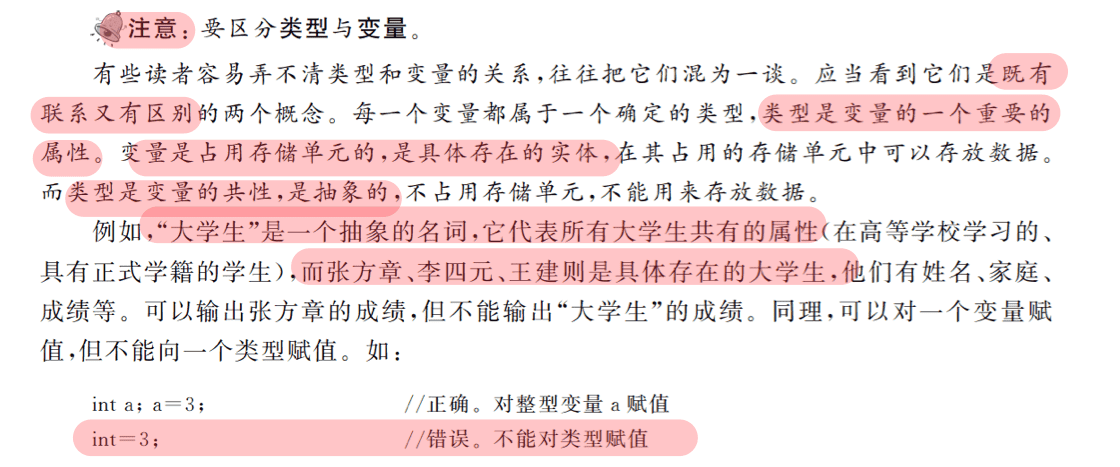 注意:要区分类型与变量。
有些读者容易弄不清类型和变量的关系,往往把它们混为一谈。应当看到它们是既有
联系又有区别的两个概念。每一个变量都属于一个确定的类型,类型是变量的一个重要的
属性。变量是占用存储单元的,是具体存在的实体,在其占用的存储单元中可以存放数据。
而类型是变量的共性,是抽象的,不占用存储单元,不能用来存放数据。
例如,“大学生”是一个抽象的名词,它代表所有大学生共有的属性(在高等学校学习的、
具有正式学籍的学生),而张方章、李四元、王建则是具体存在的大学生,他们有姓名、家庭、
成绩等。可以输出张方章的成绩,但不能输出“大学生”的成绩。同理,可以对一个变量赋
值,但不能向一个类型赋值。如:
int a; a=3; //正确。对整型变量 a 赋值
int=3; //错误。不能对类型赋值